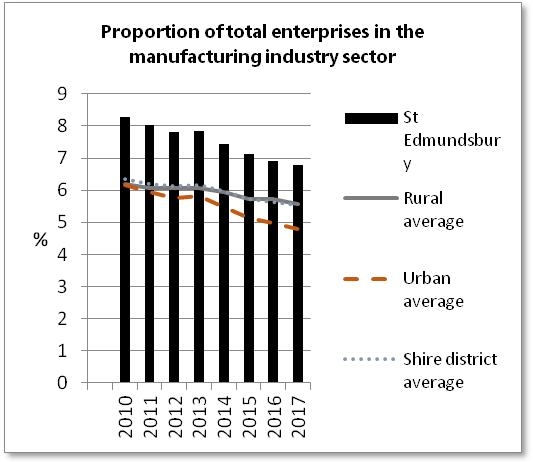 Proportion of total enterprises in the
manufacturing industry sector
9
8
7
6
5
4
3
2
1
0
%
2010
2011
2012
2013
2014
2015
2016
2017
St
Edmundsbur
y
Rural
average
Urban
average
Shire district
average